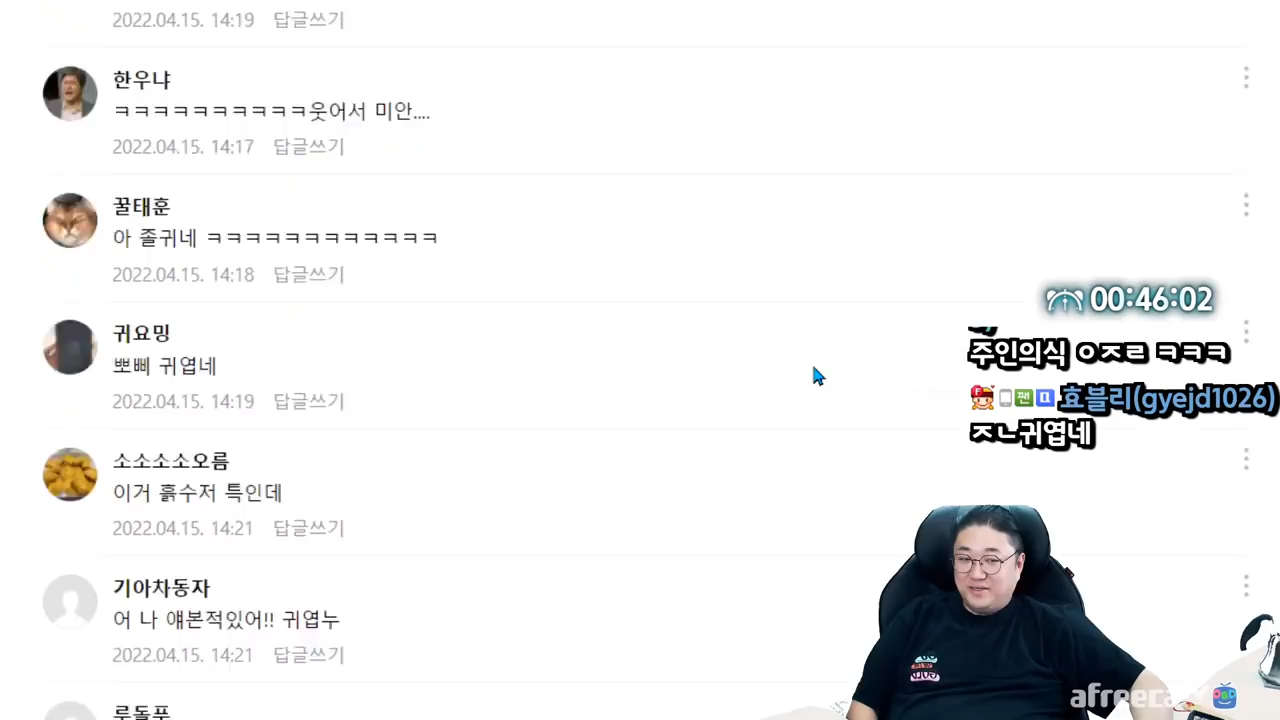 2022.04.15. 14:19 답글쓰기
한우냐
ㅋㅋㅋㅋㅋㅋㅋㅋㅋㅋ웃어서 미안....
2022.04.15. 14:17 답글쓰기
꿀태훈
아 졸귀네 ㅋㅋㅋㅋㅋㅋㅋㅋㅋㅋㅋㅋ
2022.04.15. 14:18 답글쓰기
귀요밍
뽀삐 귀엽네
2022.04.15. 14:19 답글쓰기
소소소소오름
이거 흙수저 특인데
2022.04.15. 14:21 답글쓰기
기아차동자
어 나 얘본적있어!! 귀엽누
2022.04.15. 14:21 답글쓰기
루돌푸
00:46:02
주인의식 ㅇㅈㄹ ㅋㅋㅋ
F 팬 효블리(gyejd1026)
ㅈㄴ귀엽네